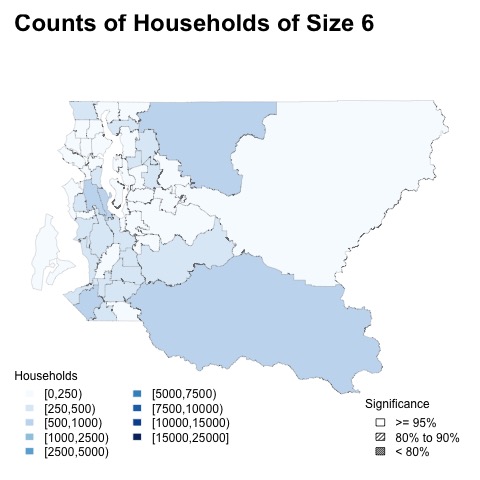 Counts of Households of Size 6
Households
[0,250)
[250,500)
[500,1000)
[1000,2500)
[2500,5000)
[5000,7500)
[7500,10000)
[10000,15000)
[15000,25000]
Significance
>= 95%
80% to 90%
< 80%